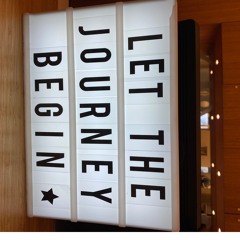 LET THE
JOURNEY
BEGIN ★